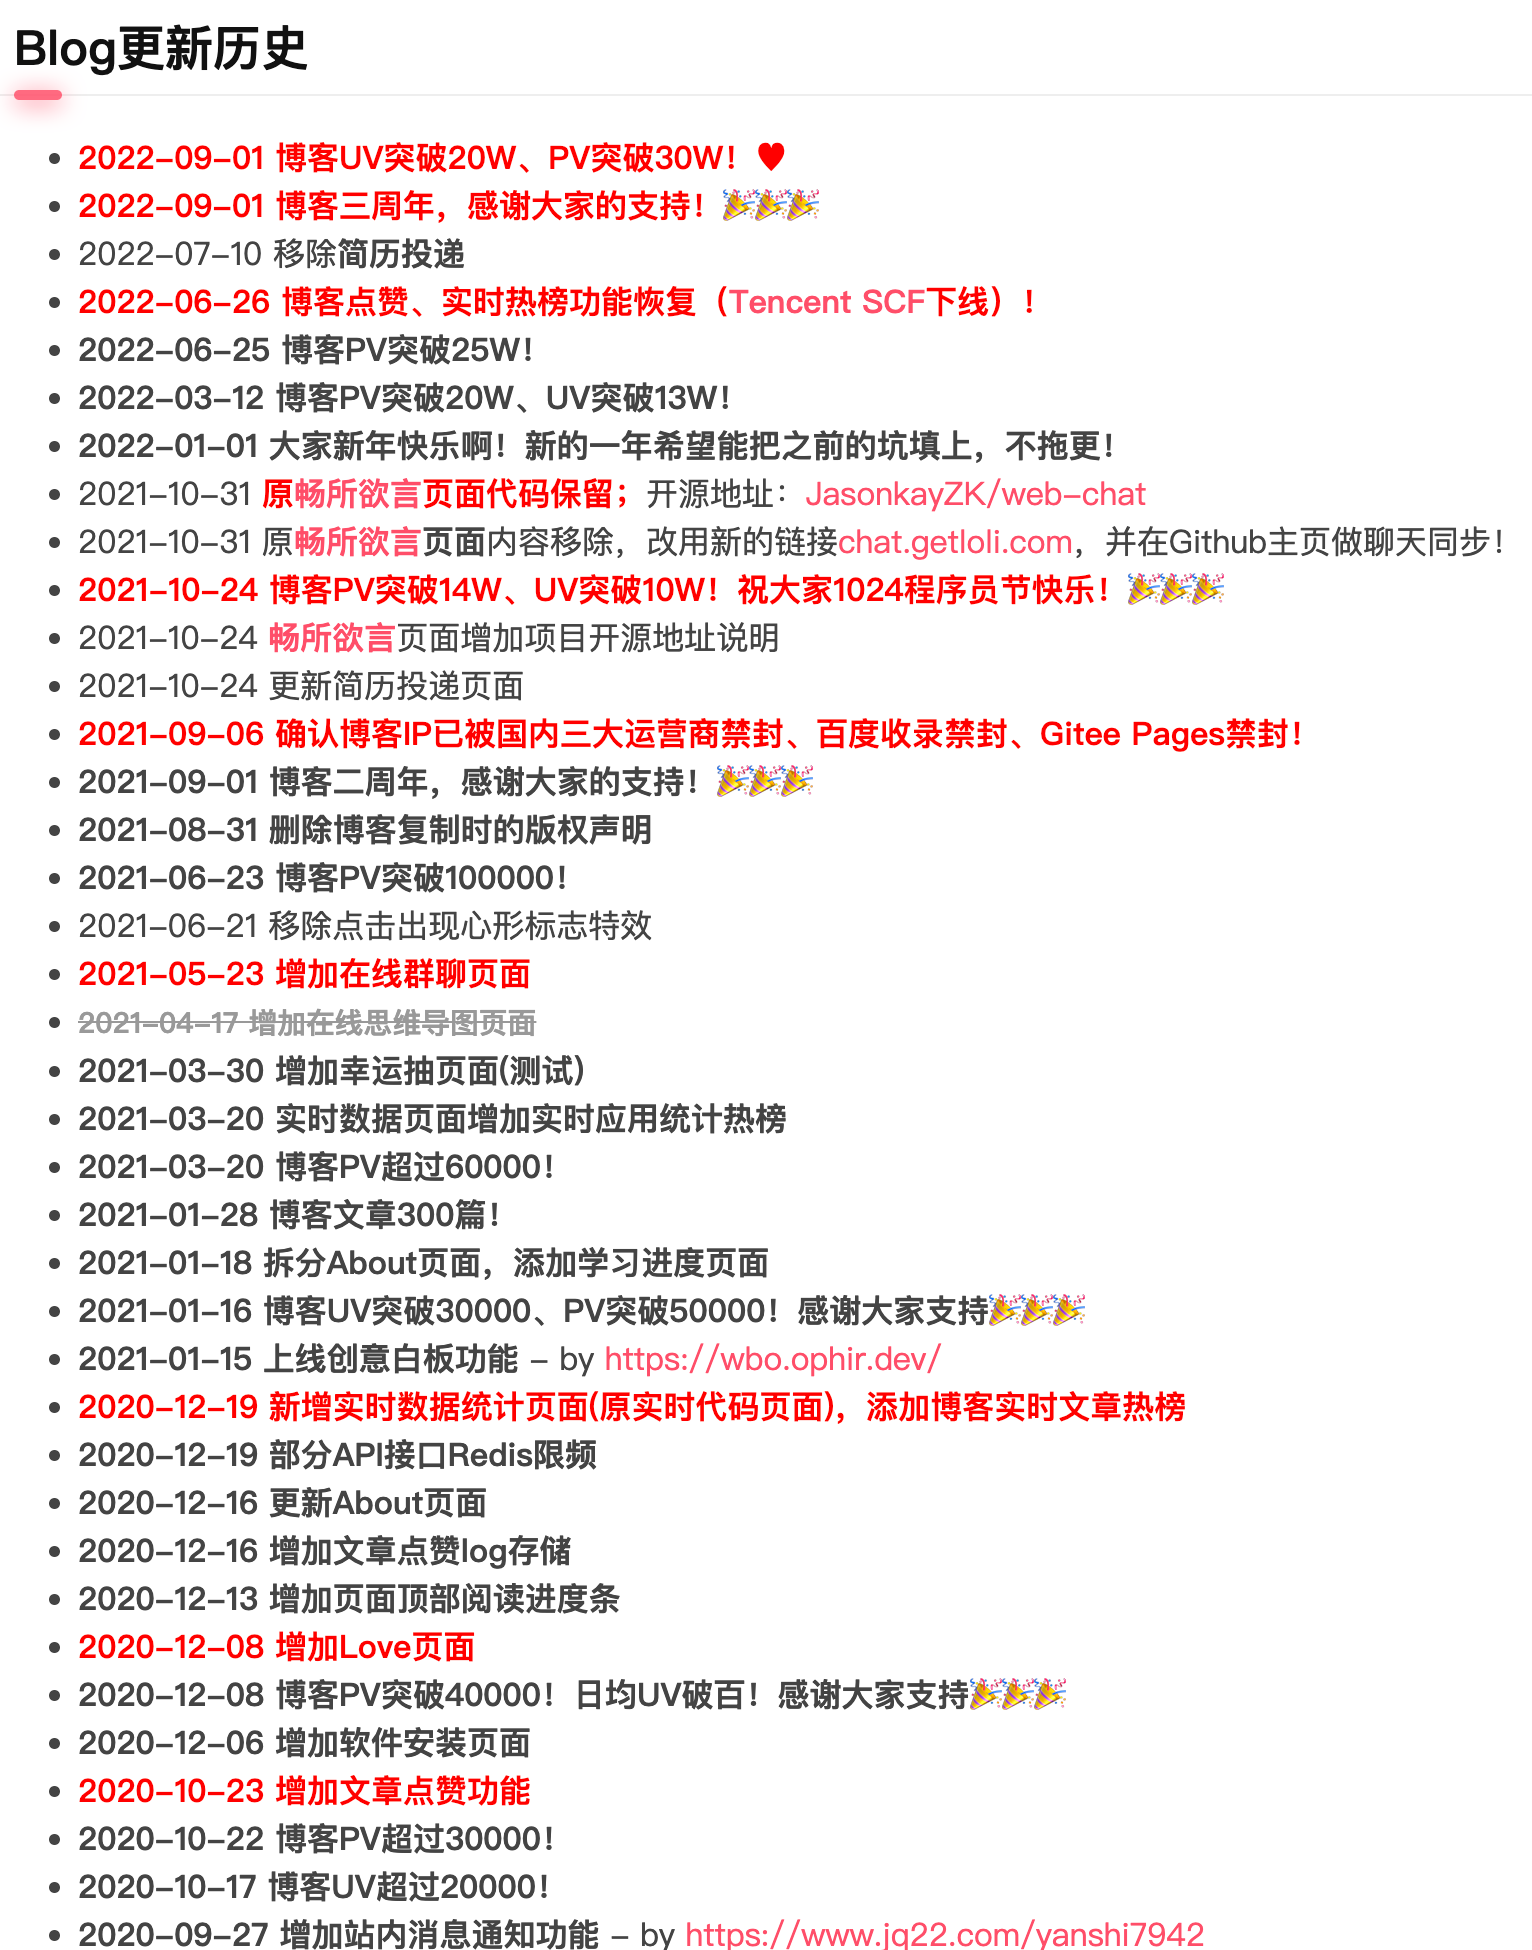 Blog更新历史
2022-09-01 博客UV突破20W、PV突破30W！♥
2022-09-01 博客三周年，感谢大家的支持！🎉🎉🎉
2022-07-10 移除简历投递
2022-06-26 博客点赞、实时热榜功能恢复（Tencent SCF下线）！
2022-06-25 博客PV突破25W！
2022-03-12 博客PV突破20W、UV突破13W！
2022-01-01 大家新年快乐啊！新的一年希望能把之前的坑填上，不拖更！
2021-10-31 原畅所欲言页面代码保留；开源地址：JasonkayZK/web-chat
2021-10-31 原畅所欲言页面内容移除，改用新的链接chat.getloli.com，并在Github主页做聊天同步！
2021-10-24 博客PV突破14W、UV突破10W！祝大家1024程序员节快乐！🎉🎉🎉
2021-10-24 畅所欲言页面增加项目开源地址说明
2021-10-24 更新简历投递页面
2021-09-06 确认博客IP已被国内三大运营商禁封、百度收录禁封、Gitee Pages禁封！
2021-09-01 博客二周年，感谢大家的支持！🎉🎉🎉
2021-08-31 删除博客复制时的版权声明
2021-06-23 博客PV突破100000！
2021-06-21 移除点击出现心形标志特效
2021-05-23 增加在线群聊页面
2021-04-17 增加在线思维导图页面
2021-03-30 增加幸运抽页面(测试)
2021-03-20 实时数据页面增加实时应用统计热榜
2021-03-20 博客PV超过60000！
2021-01-28 博客文章300篇！
2021-01-18 拆分About页面，添加学习进度页面
2021-01-16 博客UV突破30000、PV突破50000！感谢大家支持🎉🎉🎉
2021-01-15 上线创意白板功能 - by https://wbo.ophir.dev/
2020-12-19 新增实时数据统计页面(原实时代码页面)，添加博客实时文章热榜
2020-12-19 部分API接口Redis限频
2020-12-16 更新About页面
2020-12-16 增加文章点赞log存储
2020-12-13 增加页面顶部阅读进度条
2020-12-08 增加Love页面
2020-12-08 博客PV突破40000！日均UV破百！感谢大家支持🎉🎉🎉
2020-12-06 增加软件安装页面
2020-10-23 增加文章点赞功能
2020-10-22 博客PV超过30000！
2020-10-17 博客UV超过20000！
2020-09-27 增加站内消息通知功能 - by https://www.jq22.com/yanshi7942